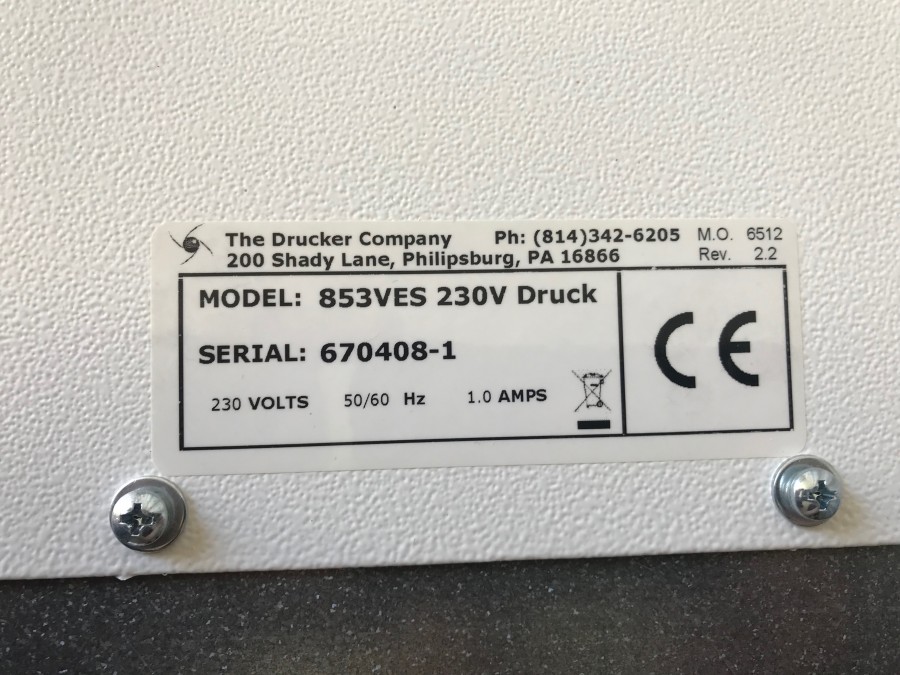 The Drucker Company Ph: (814)342-6205 M.O. 6512
200 Shady Lane, Philipsburg, PA 16866 Rev. 2.2
MODEL: 853VES 230V Druck
SERIAL: 670408-1
230 VOLTS 50/60 Hz 1.0 AMPS
CE